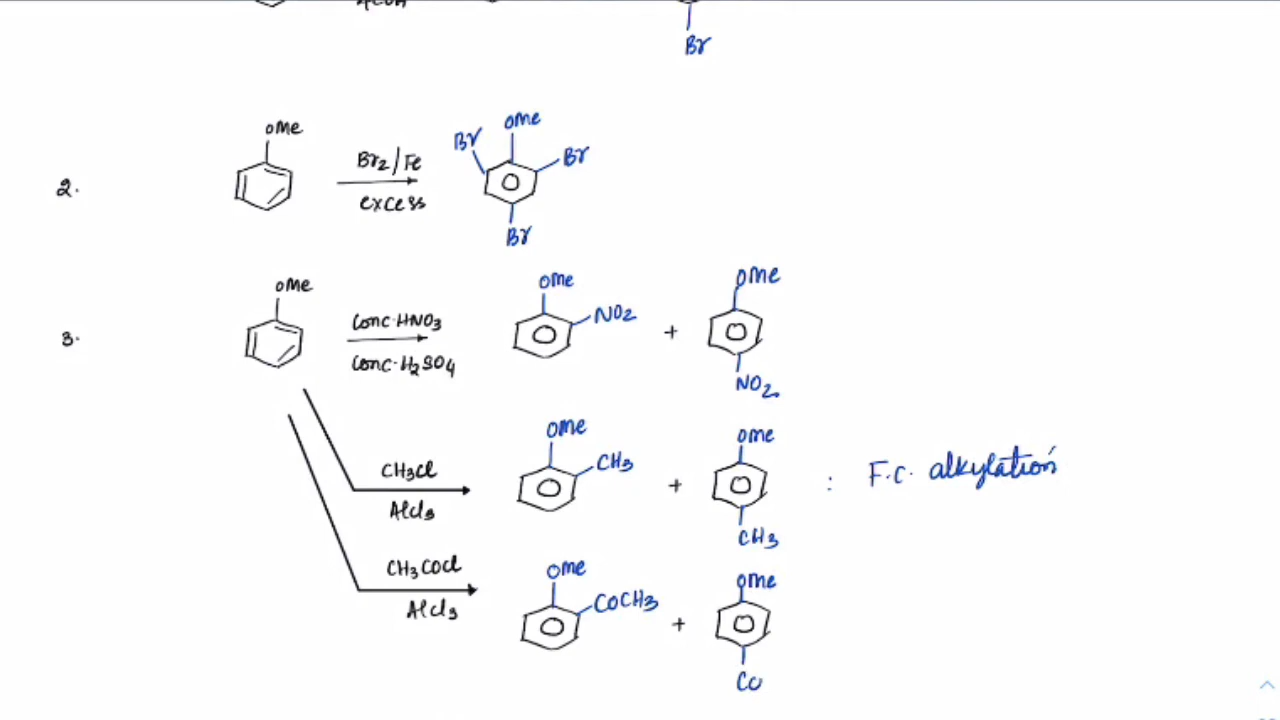 ACOH
Br
2.
OMe
Br2/Fe
excess
OMe
Br
Br
Br
3.
OMe
Conc·HNO3
Conc·H2SO4
OMe
NO2
+
OMe
NO2
CH3Cl
AlCl3
OMe
CH3
+
OMe
CH3
: F.C. alkylation
CH3COCl
AlCl3
OMe
COCH3
+
OMe
CO